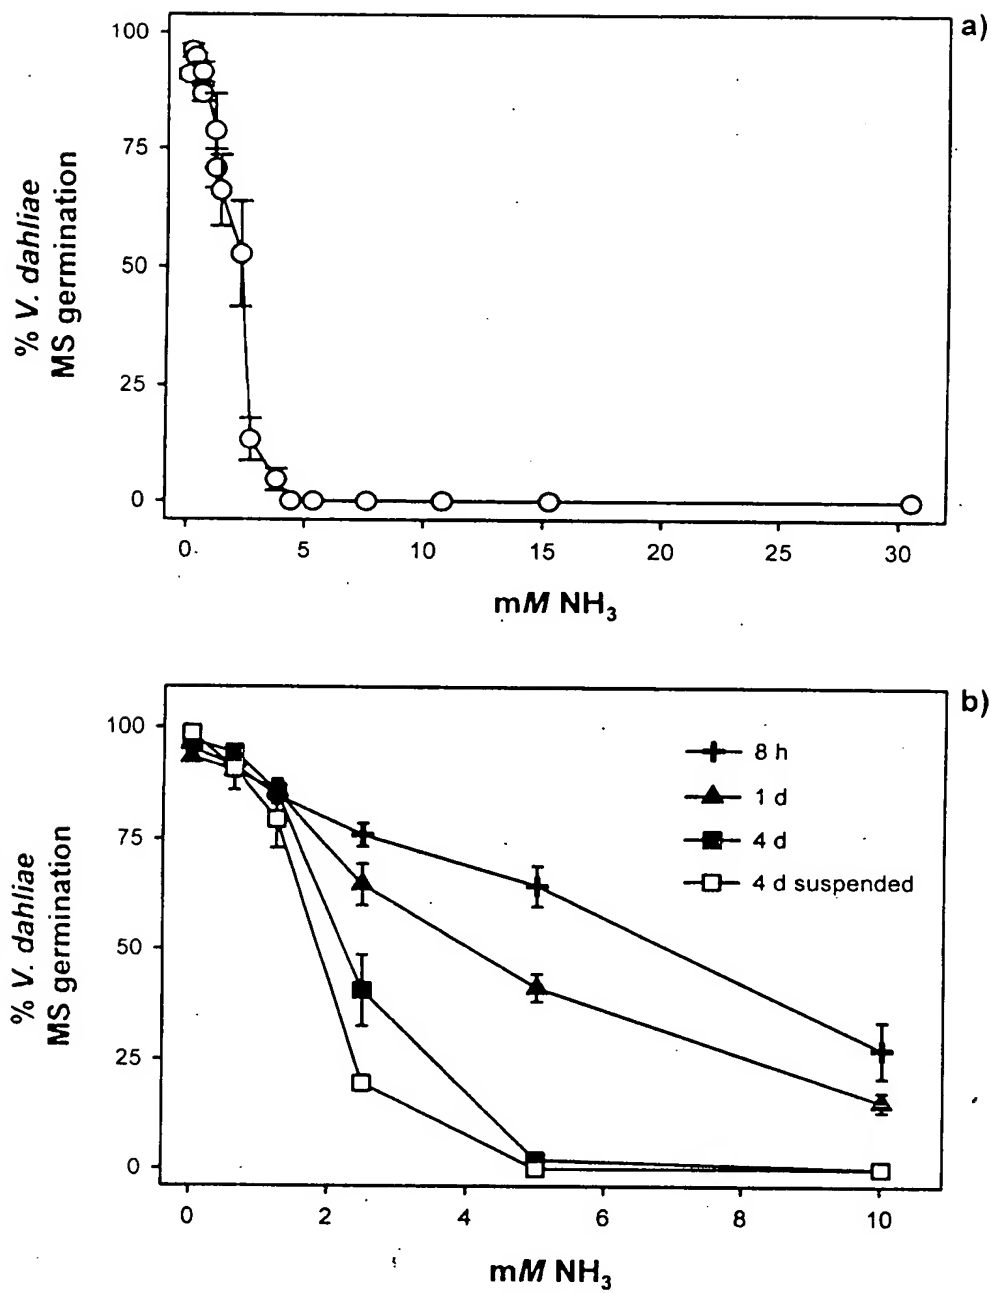 a)
100
75
50
25
0
% V. dahliae
MS germination
0 5 10 15 20 25 30
mM NH₃
b)
100
75
50
25
0
% V. dahliae
MS germination
8 h
1 d
4 d
4 d suspended
0 2 4 6 8 10
mM NH₃